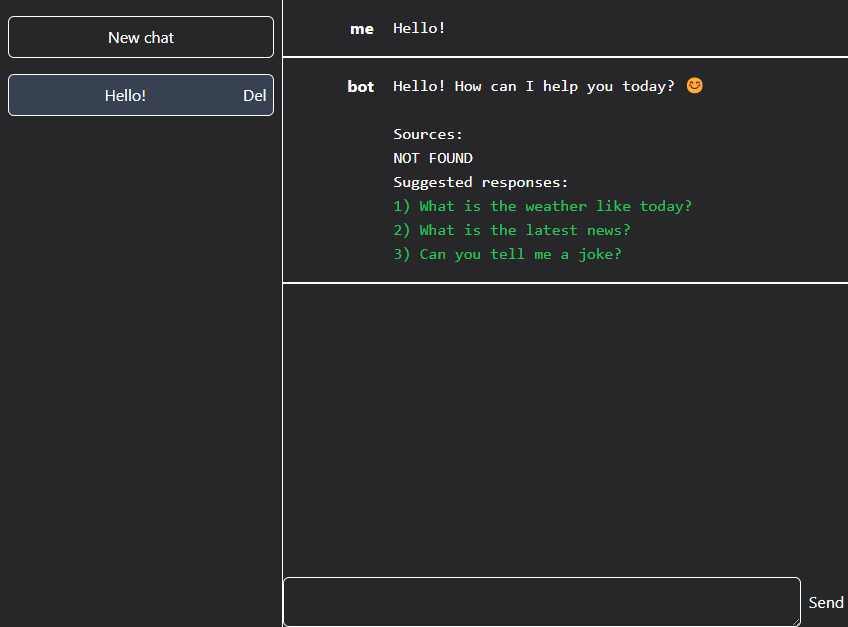 New chat
Hello! Del
me Hello!
bot Hello! How can I help you today? 😊
Sources:
NOT FOUND
Suggested responses:
1) What is the weather like today?
2) What is the latest news?
3) Can you tell me a joke?
Send